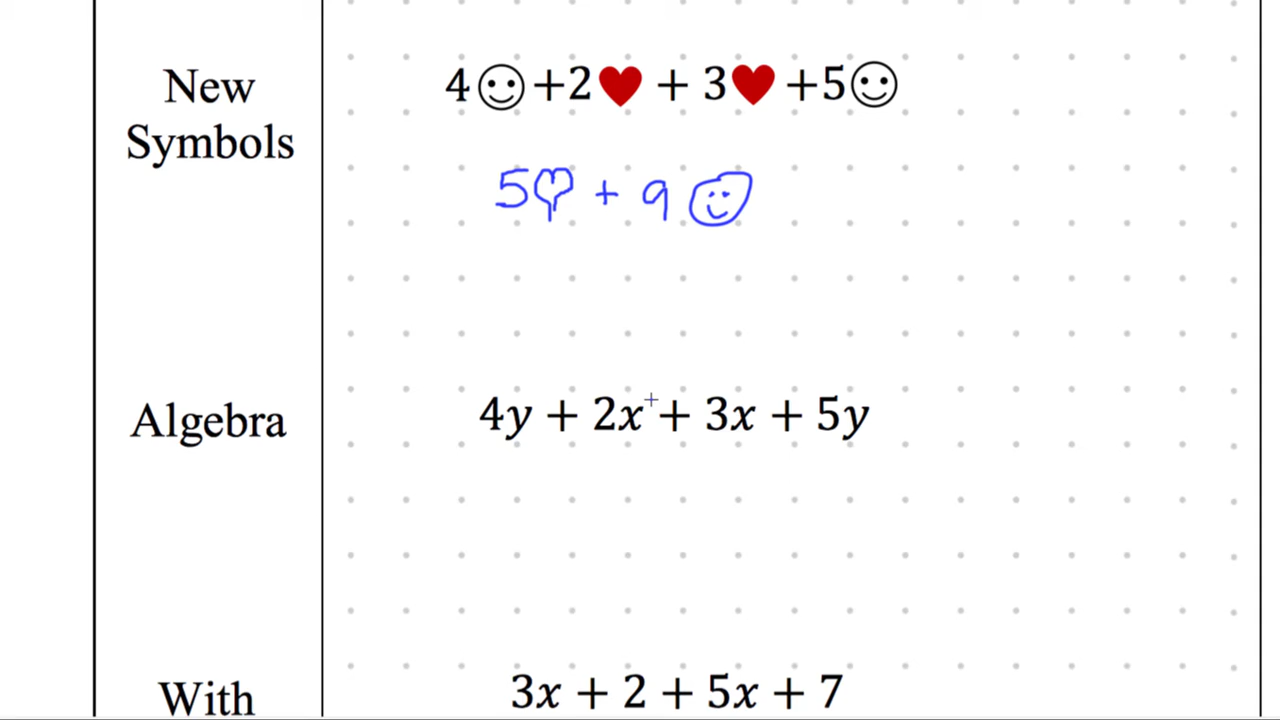 New Symbols
4☺+2♥ + 3♥ +5☺
5♡ + 9☺
Algebra
4y + 2x + 3x + 5y
With
3x + 2 + 5x + 7